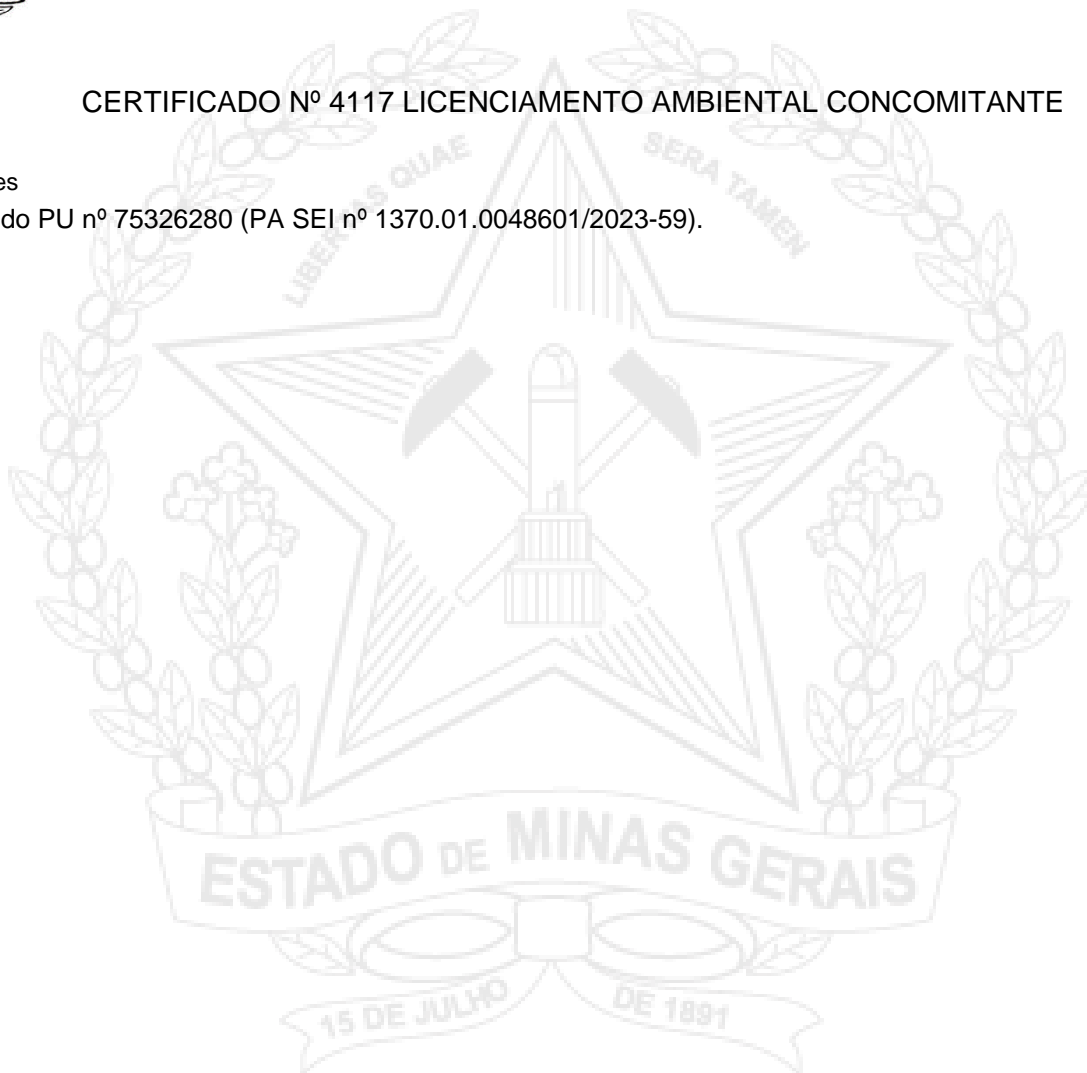 CERTIFICADO Nº 4117 LICENCIAMENTO AMBIENTAL CONCOMITANTE
es
do PU nº 75326280 (PA SEI nº 1370.01.0048601/2023-59).
LIBERTAS QUAE SERA TAMEN
ESTADO DE MINAS GERAIS
15 DE JULHO DE 1891